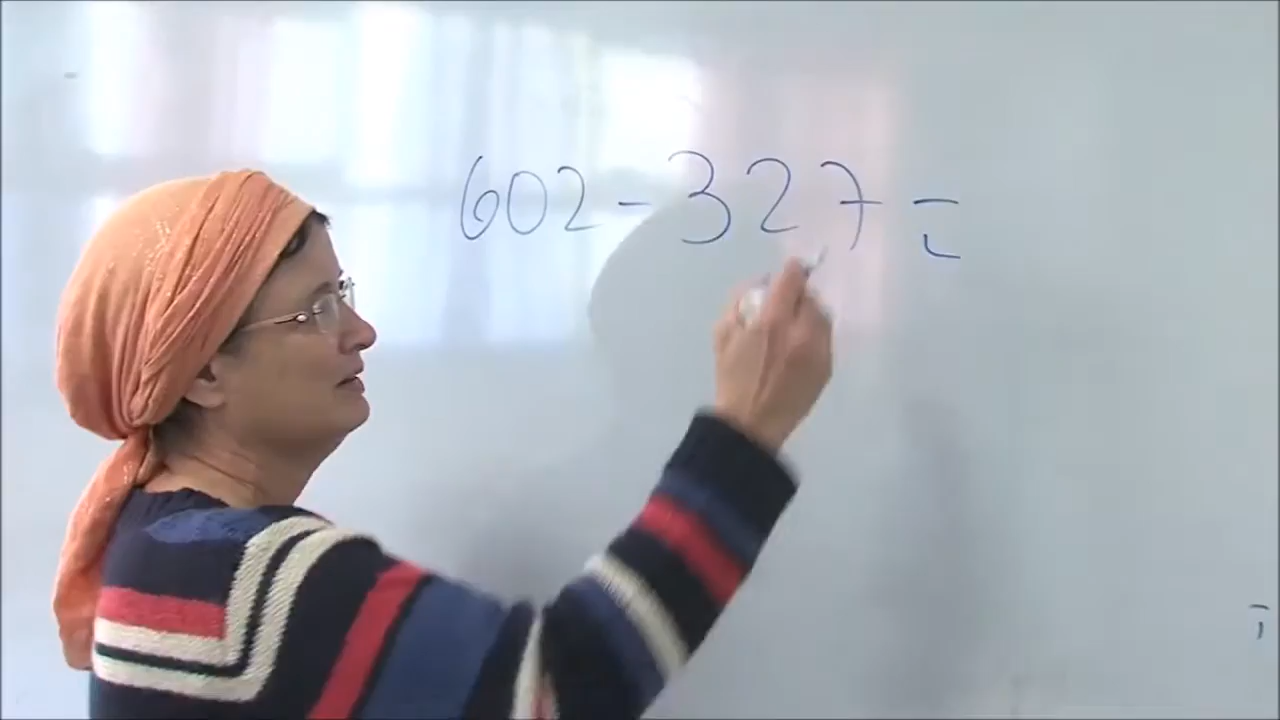 602 - 327 =